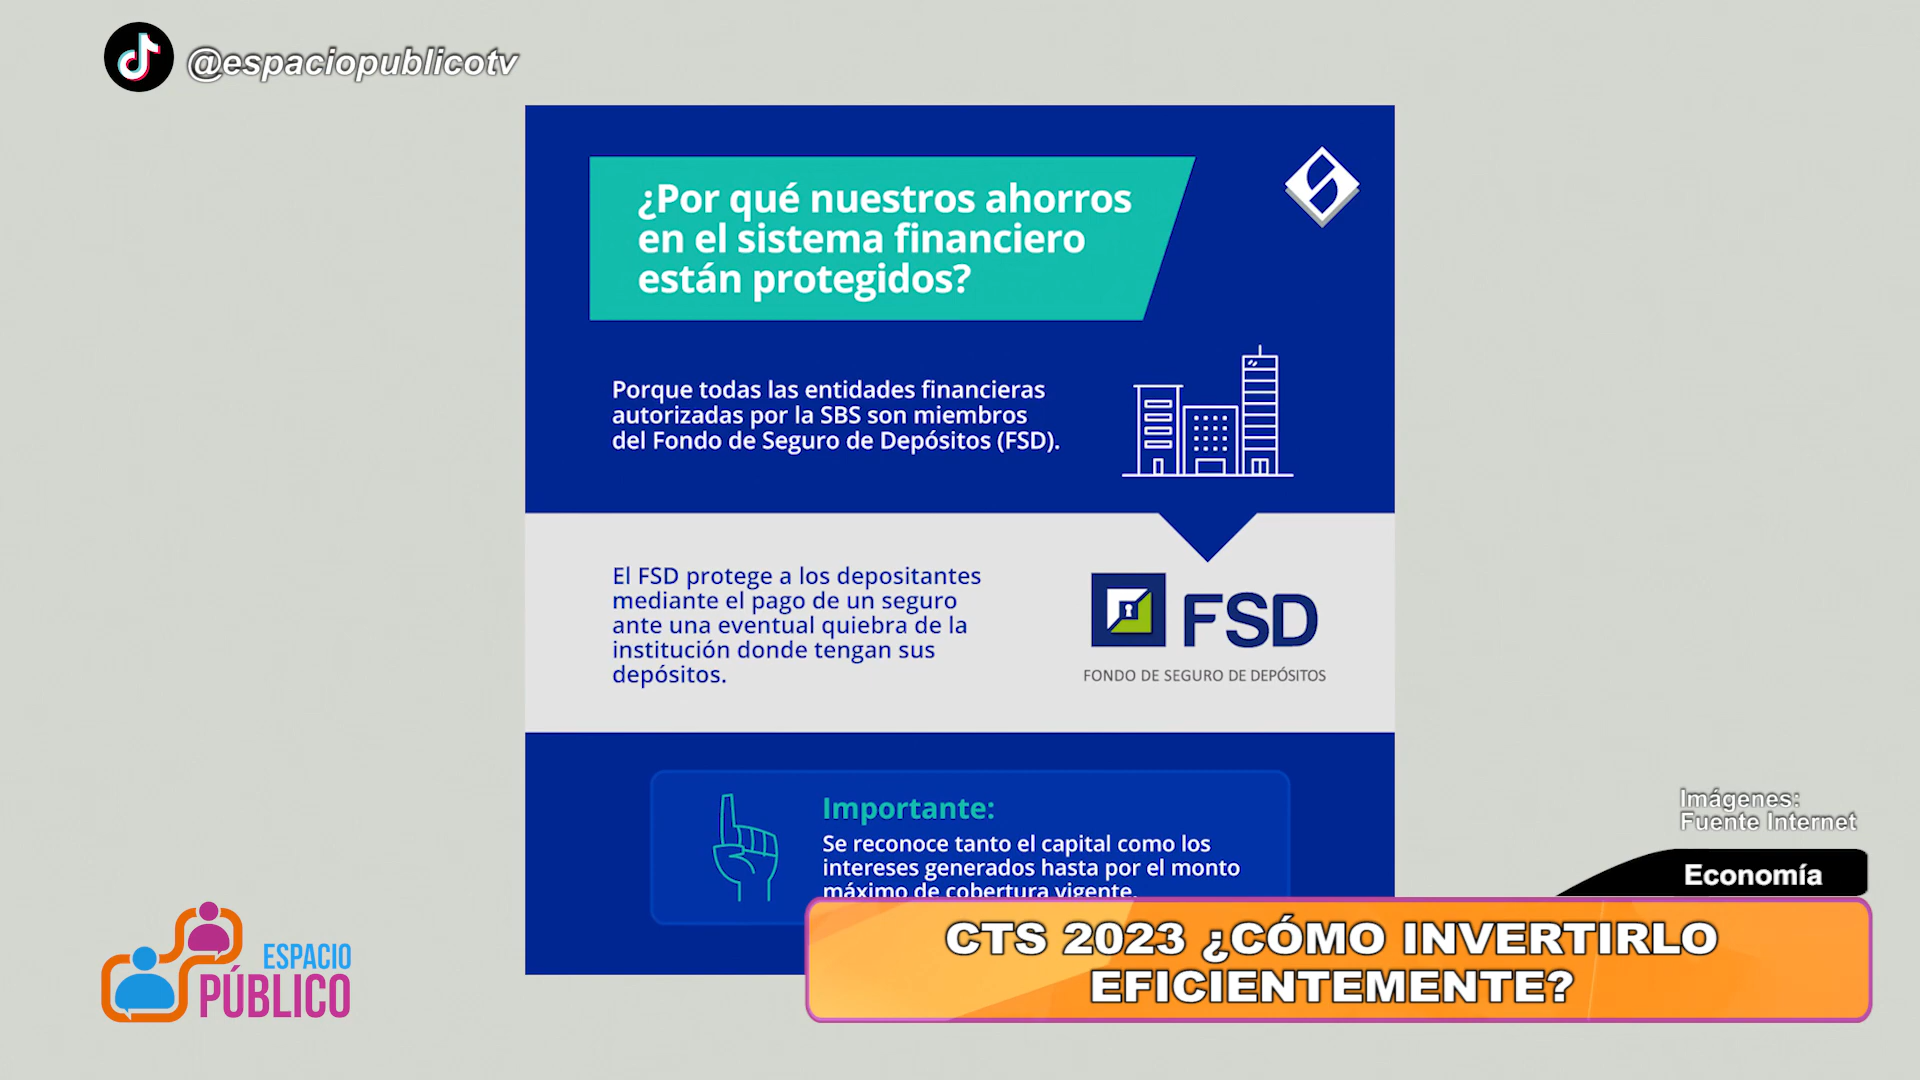 @espaciopublicotv
¿Por qué nuestros ahorros
en el sistema financiero
están protegidos?
Porque todas las entidades financieras
autorizadas por la SBS son miembros
del Fondo de Seguro de Depósitos (FSD).
El FSD protege a los depositantes
mediante el pago de un seguro
ante una eventual quiebra de la
institución donde tengan sus
depósitos.
FSD
FONDO DE SEGURO DE DEPÓSITOS
Importante:
Se reconoce tanto el capital como los
intereses generados hasta por el monto
máximo de cobertura vigente.
Imágenes:
Fuente Internet
Economía
CTS 2023 ¿CÓMO INVERTIRLO
EFICIENTEMENTE?
ESPACIO
PÚBLICO